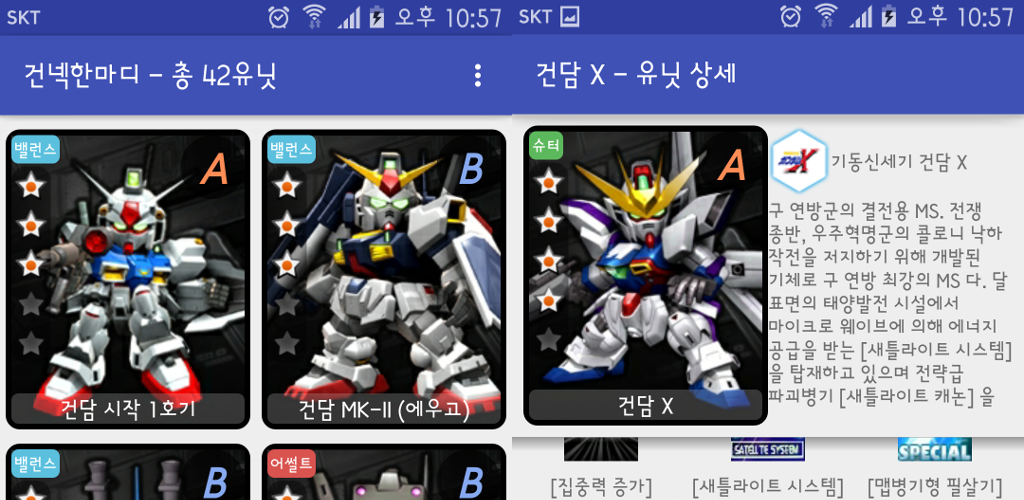 SKT 오후 10:57
건넥한마디 - 총 42유닛
밸런스
A
건담 시작 1호기
밸런스
B
건담 MK-II (에우고)
밸런스
B
어썰트
B
SKT 오후 10:57
건담 X - 유닛 상세
슈터
A
건담 X
기동신세기 건담 X
구 연방군의 결전용 MS. 전쟁
종반, 우주혁명군의 콜로니 낙하
작전을 저지하기 위해 개발된
기체로 구 연방 최강의 MS 다. 달
표면의 태양발전 시설에서
마이크로 웨이브에 의해 에너지
공급을 받는 [새틀라이트 시스템]
을 탑재하고 있으며 전략급
파괴병기 [새틀라이트 캐논] 을
SATELLITE SYSTEM
SPECIAL
[집중력 증가]
[새틀라이트 시스템]
[맵병기형 필살기]